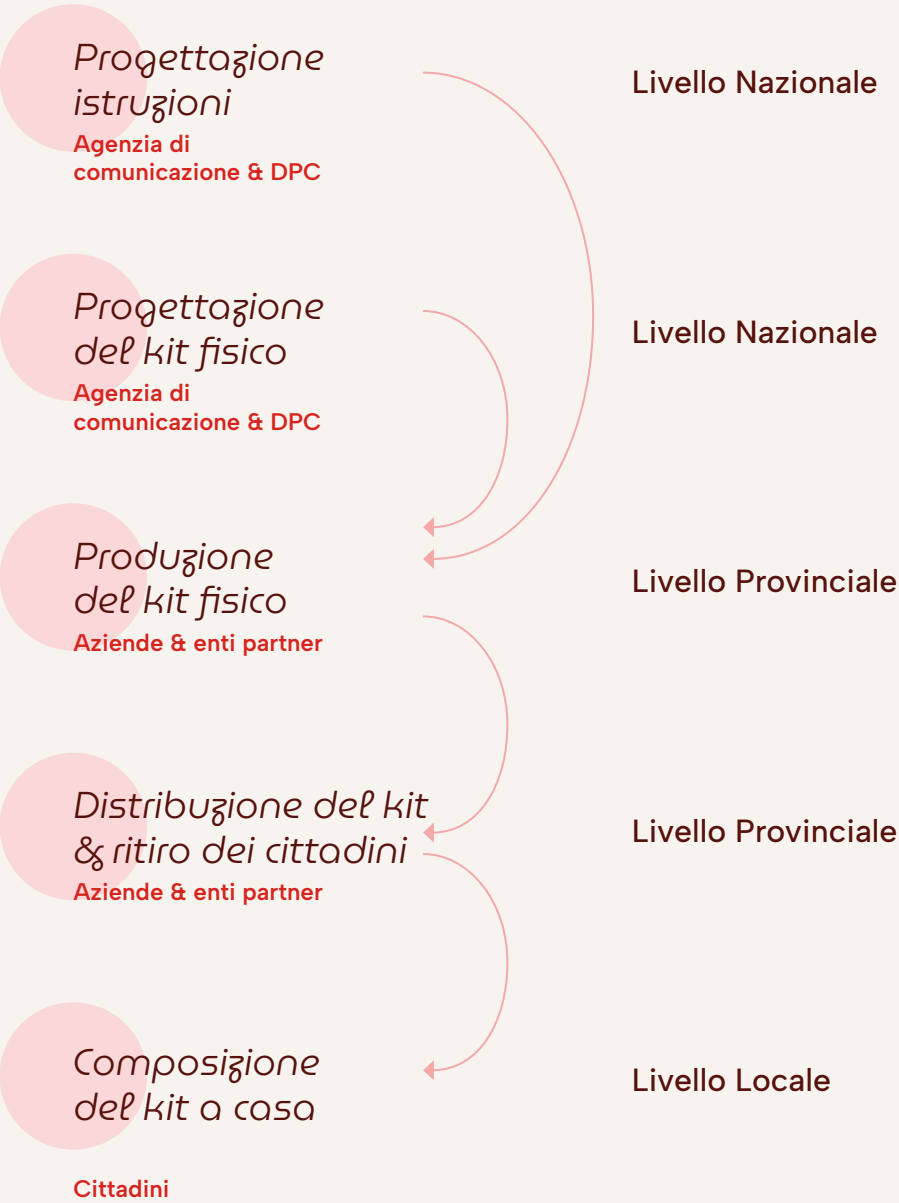 Progettazione
istruzioni
Agenzia di
comunicazione & DPC
Livello Nazionale
Progettazione
del kit fisico
Agenzia di
comunicazione & DPC
Livello Nazionale
Produzione
del kit fisico
Aziende & enti partner
Livello Provinciale
Distribuzione del kit
& ritiro dei cittadini
Aziende & enti partner
Livello Provinciale
Composizione
del kit a casa
Cittadini
Livello Locale